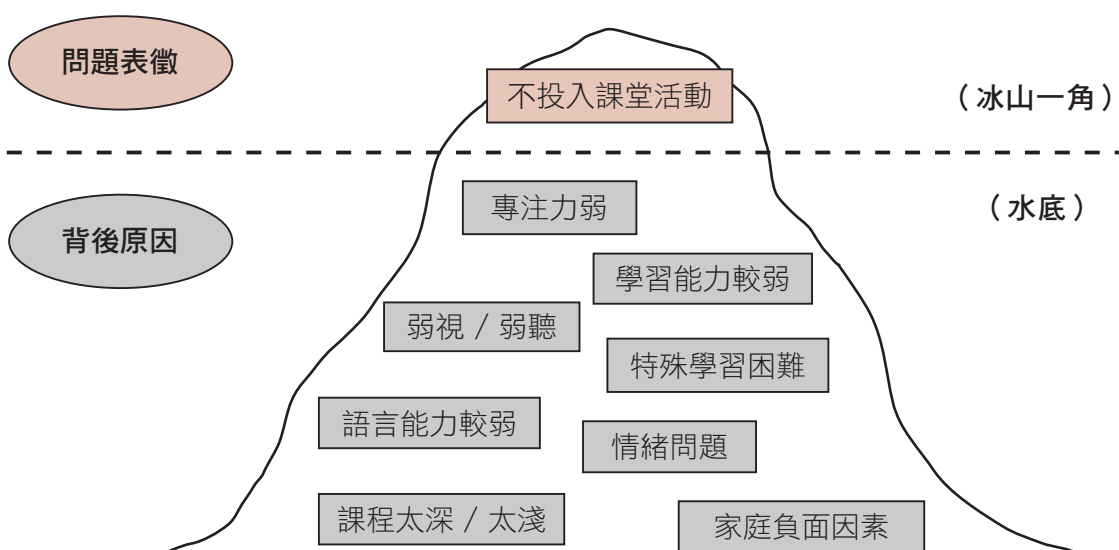 問題表徵
不投入課堂活動
（冰山一角）
背後原因
（水底）
專注力弱
學習能力較弱
弱視 / 弱聽
特殊學習困難
語言能力較弱
情緒問題
課程太深 / 太淺
家庭負面因素